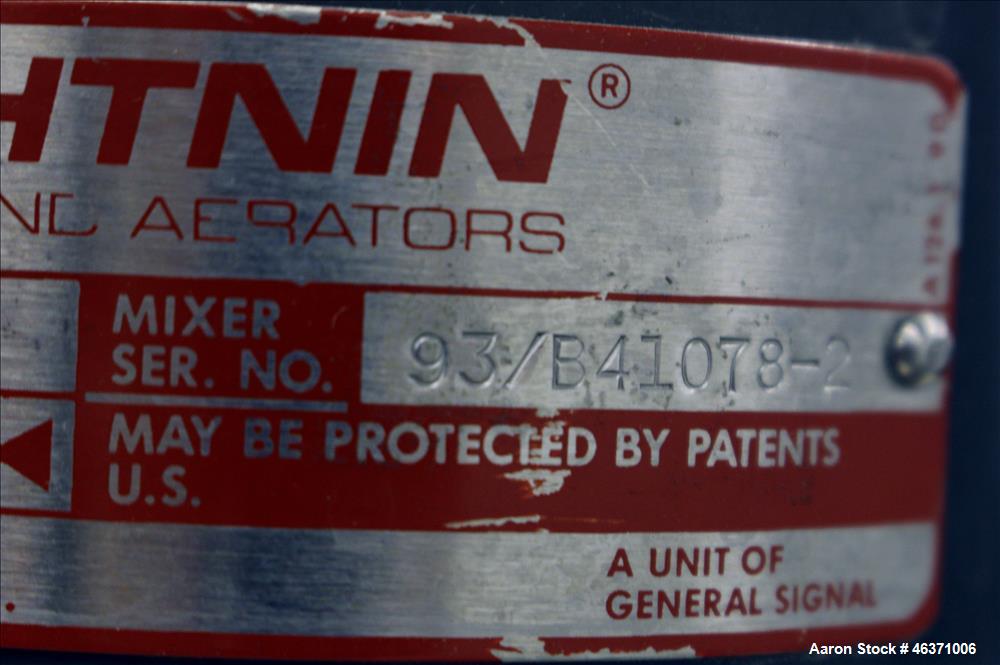 HTNIN®
ND AERATORS
MIXER
SER. NO. 93/B41078-2
MAY BE PROTECTED BY PATENTS
U.S.
A UNIT OF
GENERAL SIGNAL
Aaron Stock # 46371006